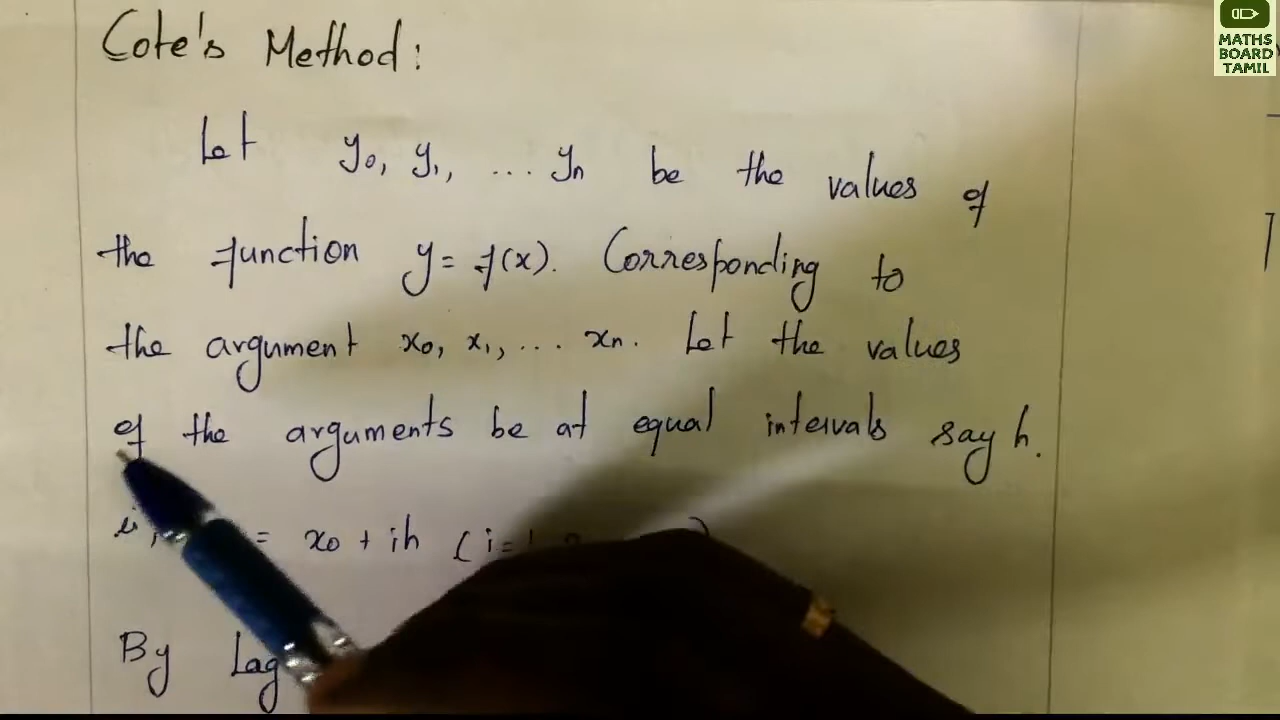 MATHS
BOARD
TAMIL
Cote's Method:
Let y₀, y₁, ... yₙ be the values of
the function y = f(x). Corresponding to
the argument x₀, x₁, ... xₙ. Let the values
of the arguments be at equal intervals say h.
= x₀ + ih (i=1
By